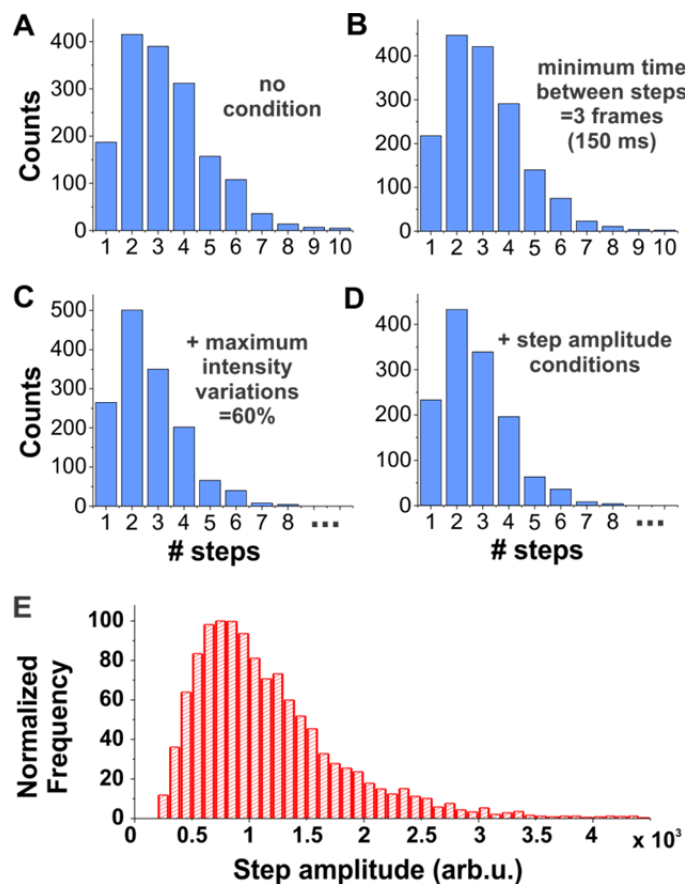 A
400
300
200
100
0
Counts
no
condition
1 2 3 4 5 6 7 8 9 10
B
400
300
200
100
0
minimum time
between steps
=3 frames
(150 ms)
1 2 3 4 5 6 7 8 9 10
C
500
400
300
200
100
0
Counts
+ maximum
intensity
variations
=60%
1 2 3 4 5 6 7 8 ...
# steps
D
400
300
200
100
0
+ step amplitude
conditions
1 2 3 4 5 6 7 8 ...
# steps
E
100
80
60
40
20
0
Normalized
Frequency
0 0.5 1 1.5 2 2.5 3 3.5 4 x 10³
Step amplitude (arb.u.)